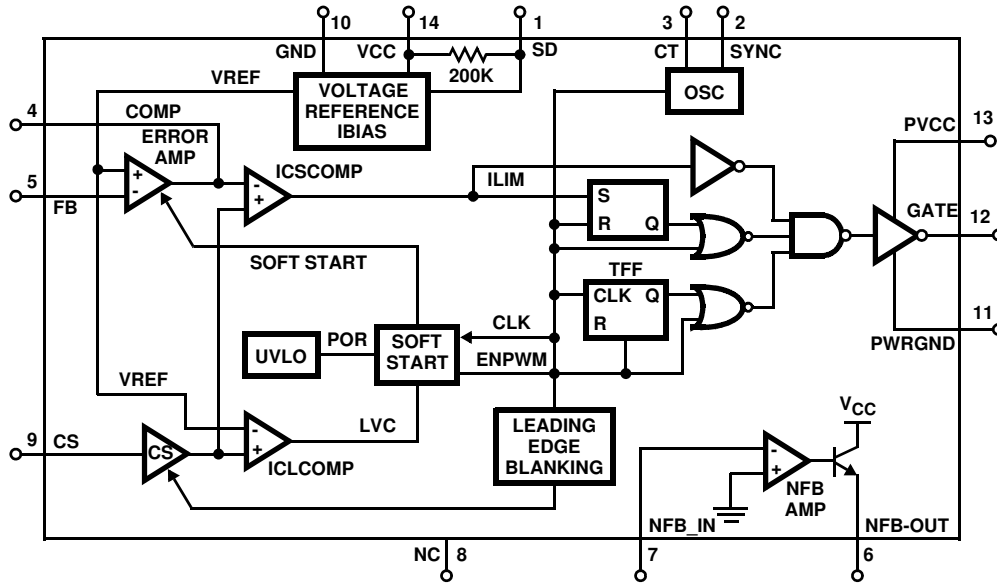 10
14
1
3
2
GND
VCC
SD
CT
SYNC
200K
VREF
VOLTAGE
REFERENCE
IBIAS
OSC
4
COMP
ERROR
AMP
13
PVCC
+
-
ICSCOMP
-
+
ILIM
5
FB
S
R
Q
GATE
12
SOFT START
TFF
CLK
Q
R
11
PWRGND
CLK
UVLO
POR
SOFT
START
ENPWM
VREF
LVC
LEADING
EDGE
BLANKING
VCC
9
CS
CS
-
+
ICLCOMP
-
+
NFB
AMP
NFB_IN
NFB-OUT
NC
8
7
6